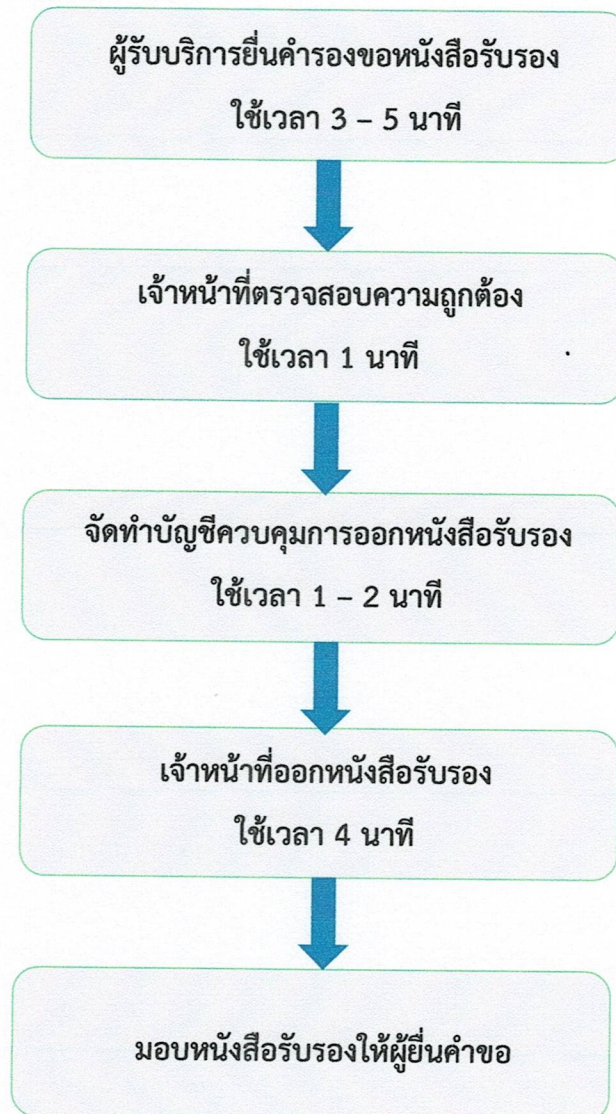 ผู้รับบริการยื่นคำรองขอหนังสือรับรอง
ใช้เวลา 3 – 5 นาที
เจ้าหน้าที่ตรวจสอบความถูกต้อง
ใช้เวลา 1 นาที
จัดทำบัญชีควบคุมการออกหนังสือรับรอง
ใช้เวลา 1 – 2 นาที
เจ้าหน้าที่ออกหนังสือรับรอง
ใช้เวลา 4 นาที
มอบหนังสือรับรองให้ผู้ยื่นคำขอ